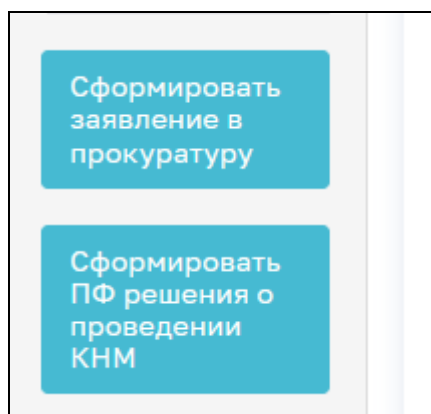 Сформировать
заявление в
прокуратуру
Сформировать
ПФ решения о
проведении
КНМ